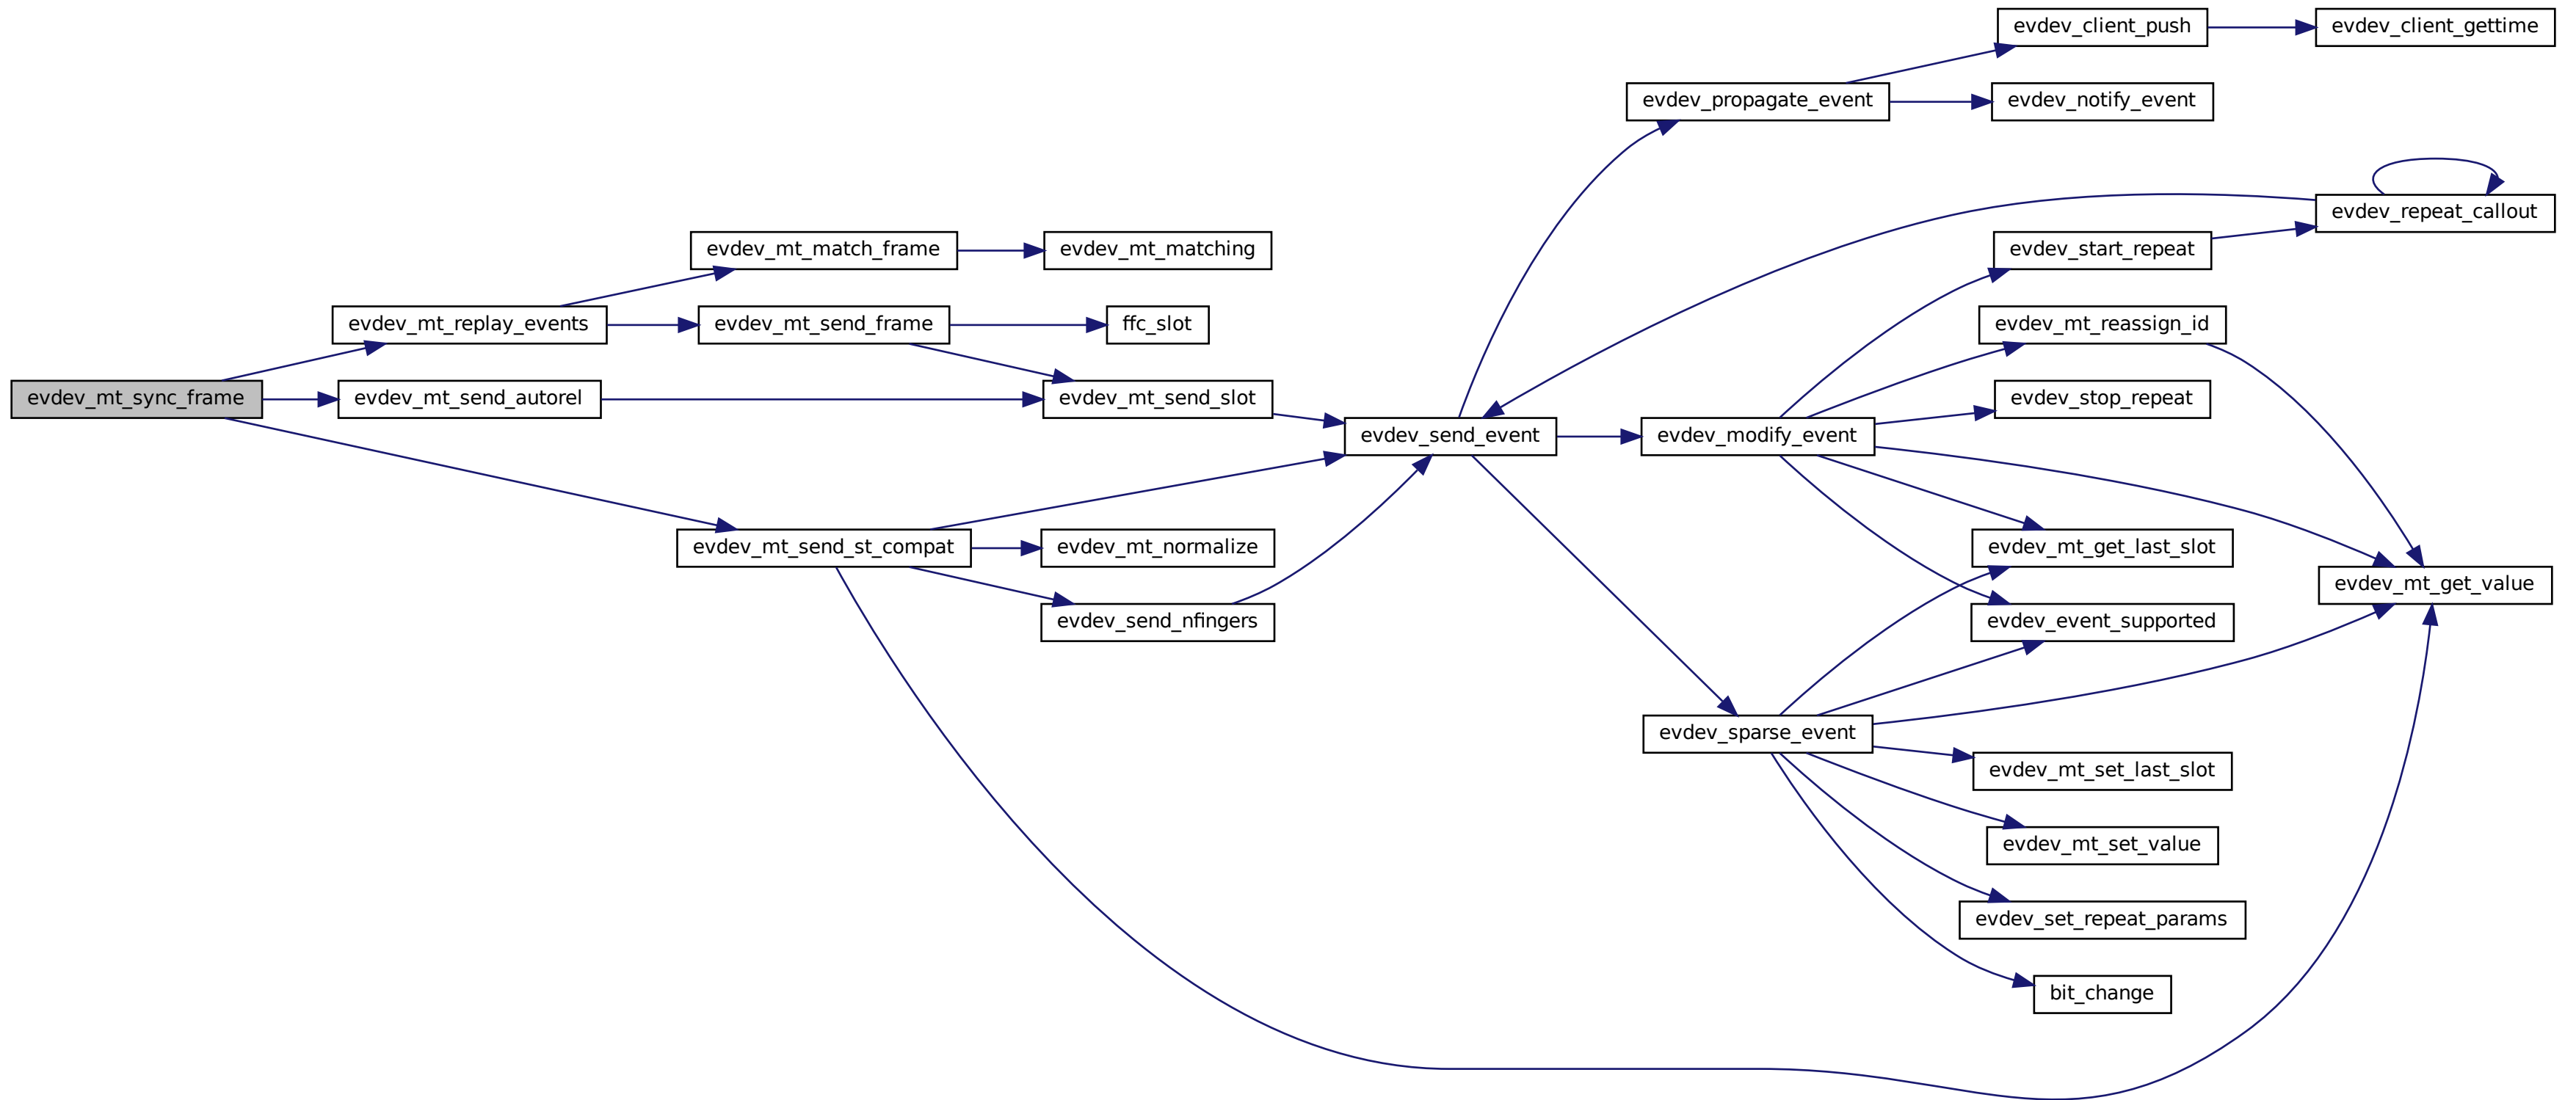 evdev_client_push
evdev_client_gettime
evdev_propagate_event
evdev_notify_event
evdev_repeat_callout
evdev_mt_match_frame
evdev_mt_matching
evdev_start_repeat
evdev_mt_replay_events
evdev_mt_send_frame
ffc_slot
evdev_mt_reassign_id
evdev_mt_sync_frame
evdev_mt_send_autorel
evdev_mt_send_slot
evdev_stop_repeat
evdev_send_event
evdev_modify_event
evdev_mt_send_st_compat
evdev_mt_normalize
evdev_mt_get_last_slot
evdev_mt_get_value
evdev_send_nfingers
evdev_event_supported
evdev_sparse_event
evdev_mt_set_last_slot
evdev_mt_set_value
evdev_set_repeat_params
bit_change